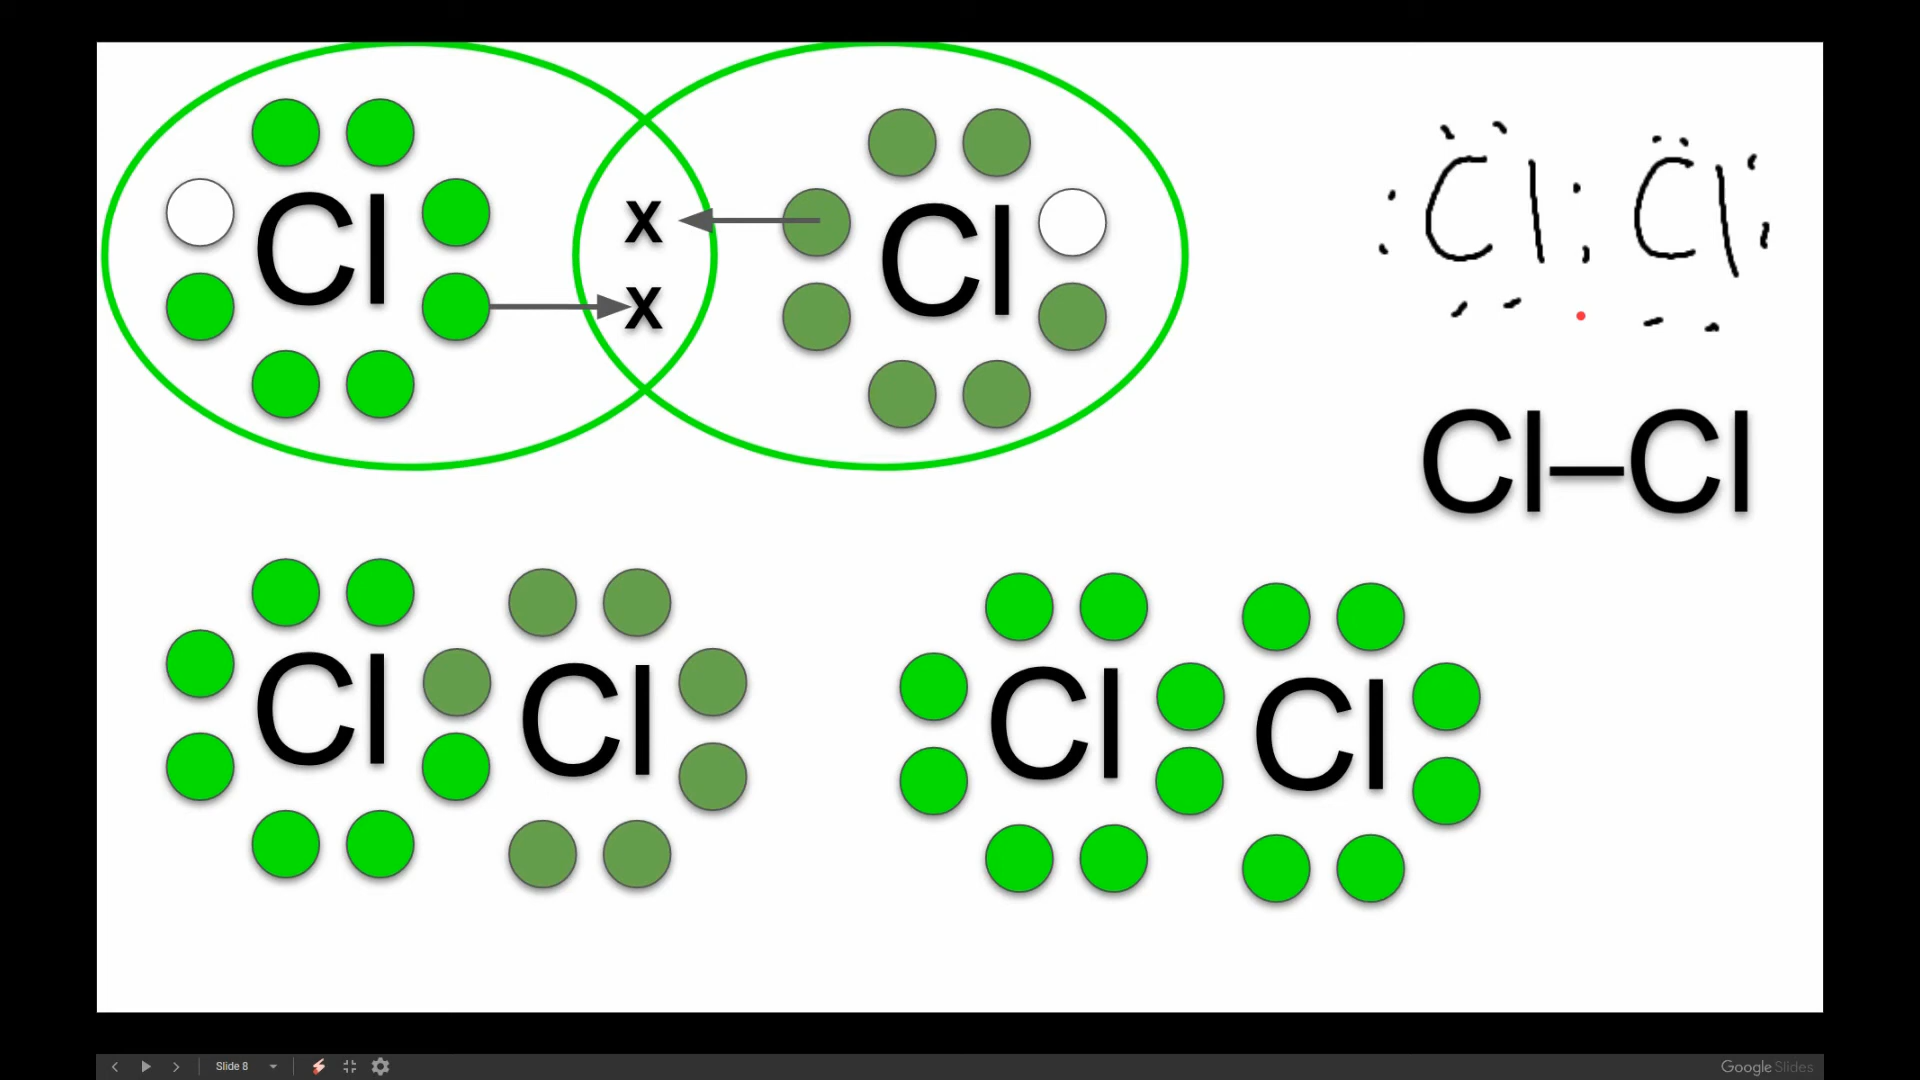 Cl x Cl
x
Cl:Cl
Cl–Cl
Cl Cl
Cl Cl
Slide 8
Google Slides